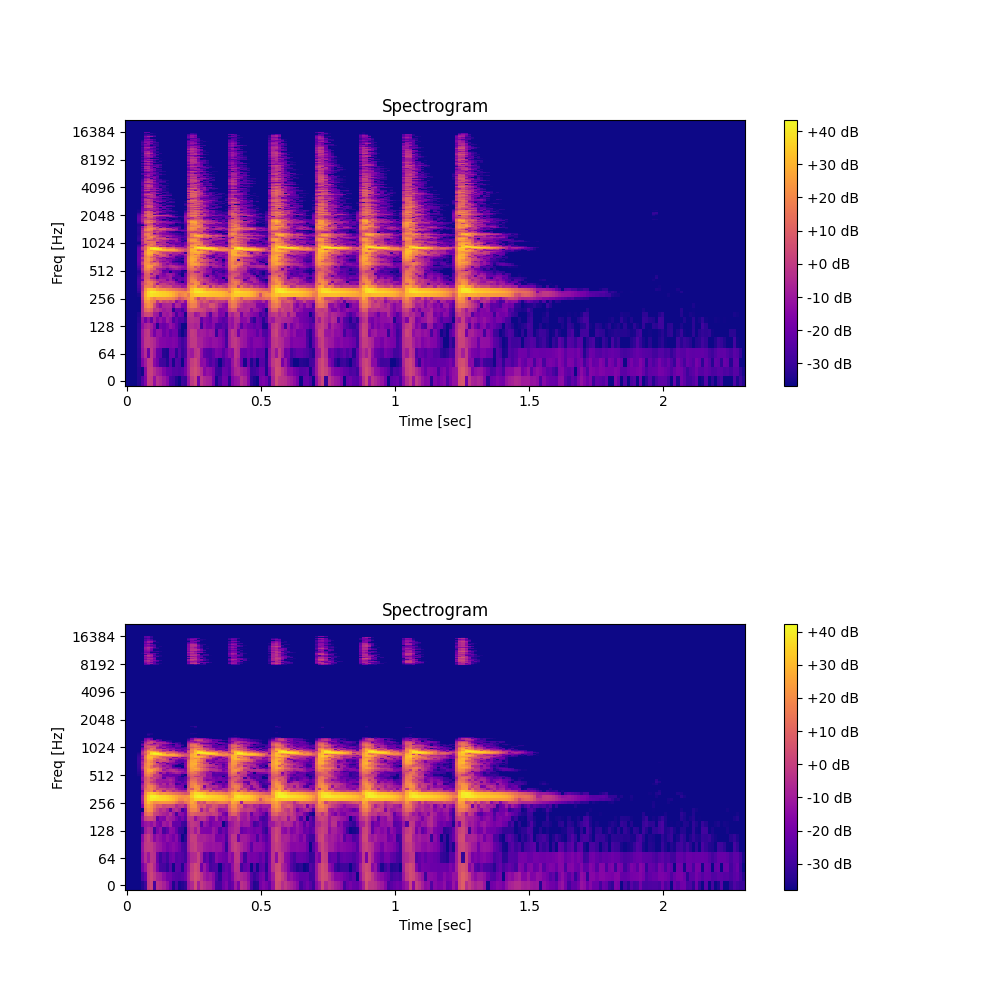 Spectrogram
16384
8192
4096
2048
1024
512
256
128
64
0
Freq [Hz]
0 0.5 1 1.5 2
Time [sec]
+40 dB
+30 dB
+20 dB
+10 dB
+0 dB
-10 dB
-20 dB
-30 dB
Spectrogram
16384
8192
4096
2048
1024
512
256
128
64
0
Freq [Hz]
0 0.5 1 1.5 2
Time [sec]
+40 dB
+30 dB
+20 dB
+10 dB
+0 dB
-10 dB
-20 dB
-30 dB